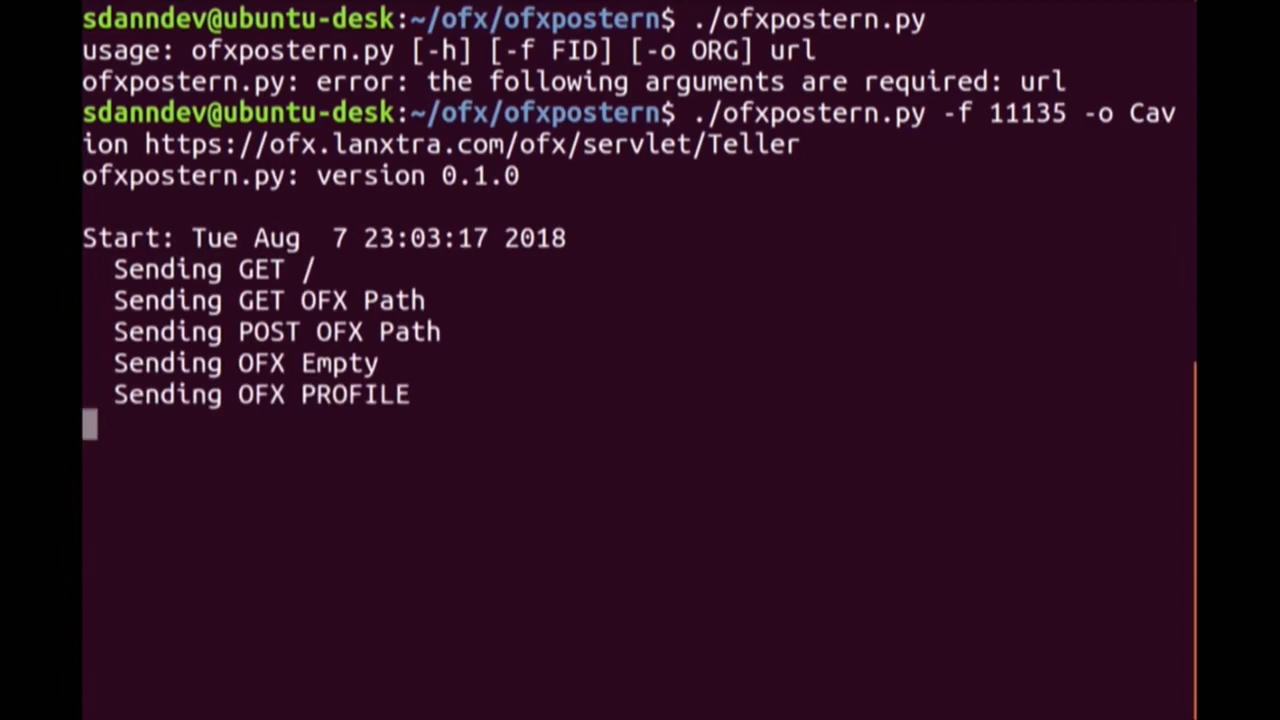 sdanndev@ubuntu-desk:~/ofx/ofxpostern$ ./ofxpostern.py
usage: ofxpostern.py [-h] [-f FID] [-o ORG] url
ofxpostern.py: error: the following arguments are required: url
sdanndev@ubuntu-desk:~/ofx/ofxpostern$ ./ofxpostern.py -f 11135 -o Cav
ion https://ofx.lanxtra.com/ofx/servlet/Teller
ofxpostern.py: version 0.1.0
Start: Tue Aug  7 23:03:17 2018
  Sending GET /
  Sending GET OFX Path
  Sending POST OFX Path
  Sending OFX Empty
  Sending OFX PROFILE